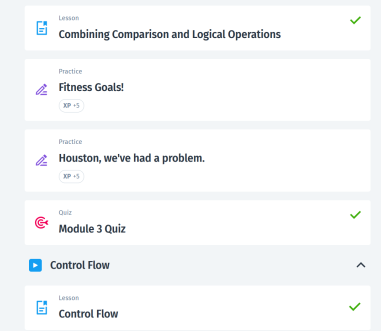 Lesson
Combining Comparison and Logical Operations
Practice
Fitness Goals!
XP +5
Practice
Houston, we've had a problem.
XP +5
Quiz
Module 3 Quiz
Control Flow
Lesson
Control Flow